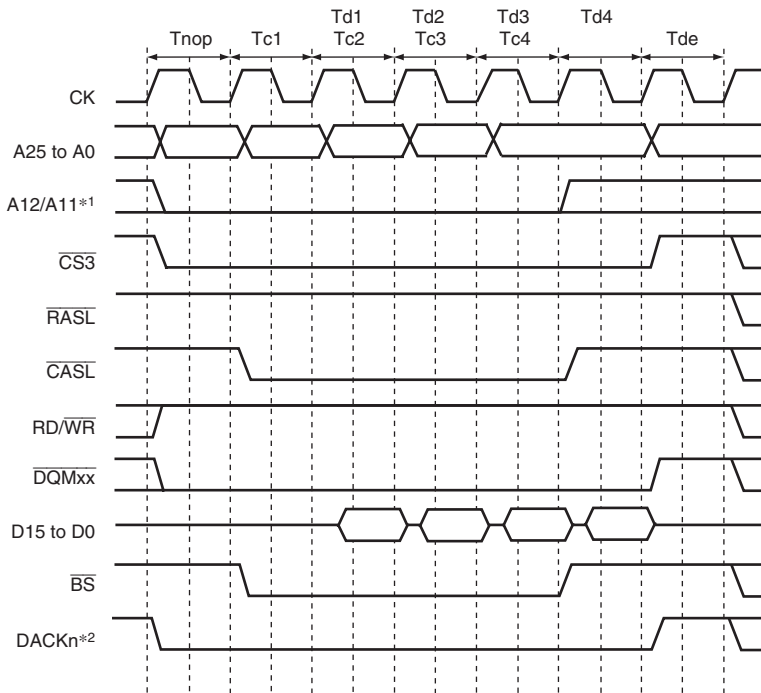 Td1 Td2 Td3 Td4
Tnop Tc1 Tc2 Tc3 Tc4 Tde
CK
A25 to A0
A12/A11*1
CS3
RASL
CASL
RD/WR
DQMxx
D15 to D0
BS
DACKn*2